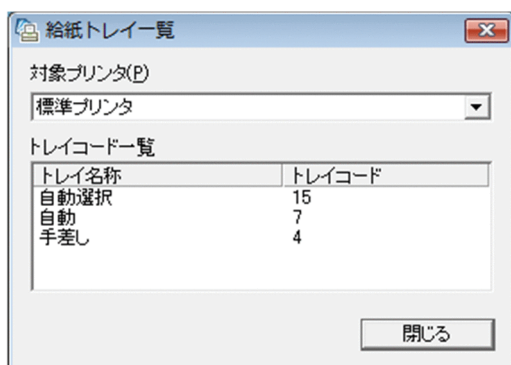 給紙トレイ一覧
対象プリンタ(P)
標準プリンタ
トレイコード一覧
トレイ名称 トレイコード
自動選択 15
自動 7
手差し 4
閉じる